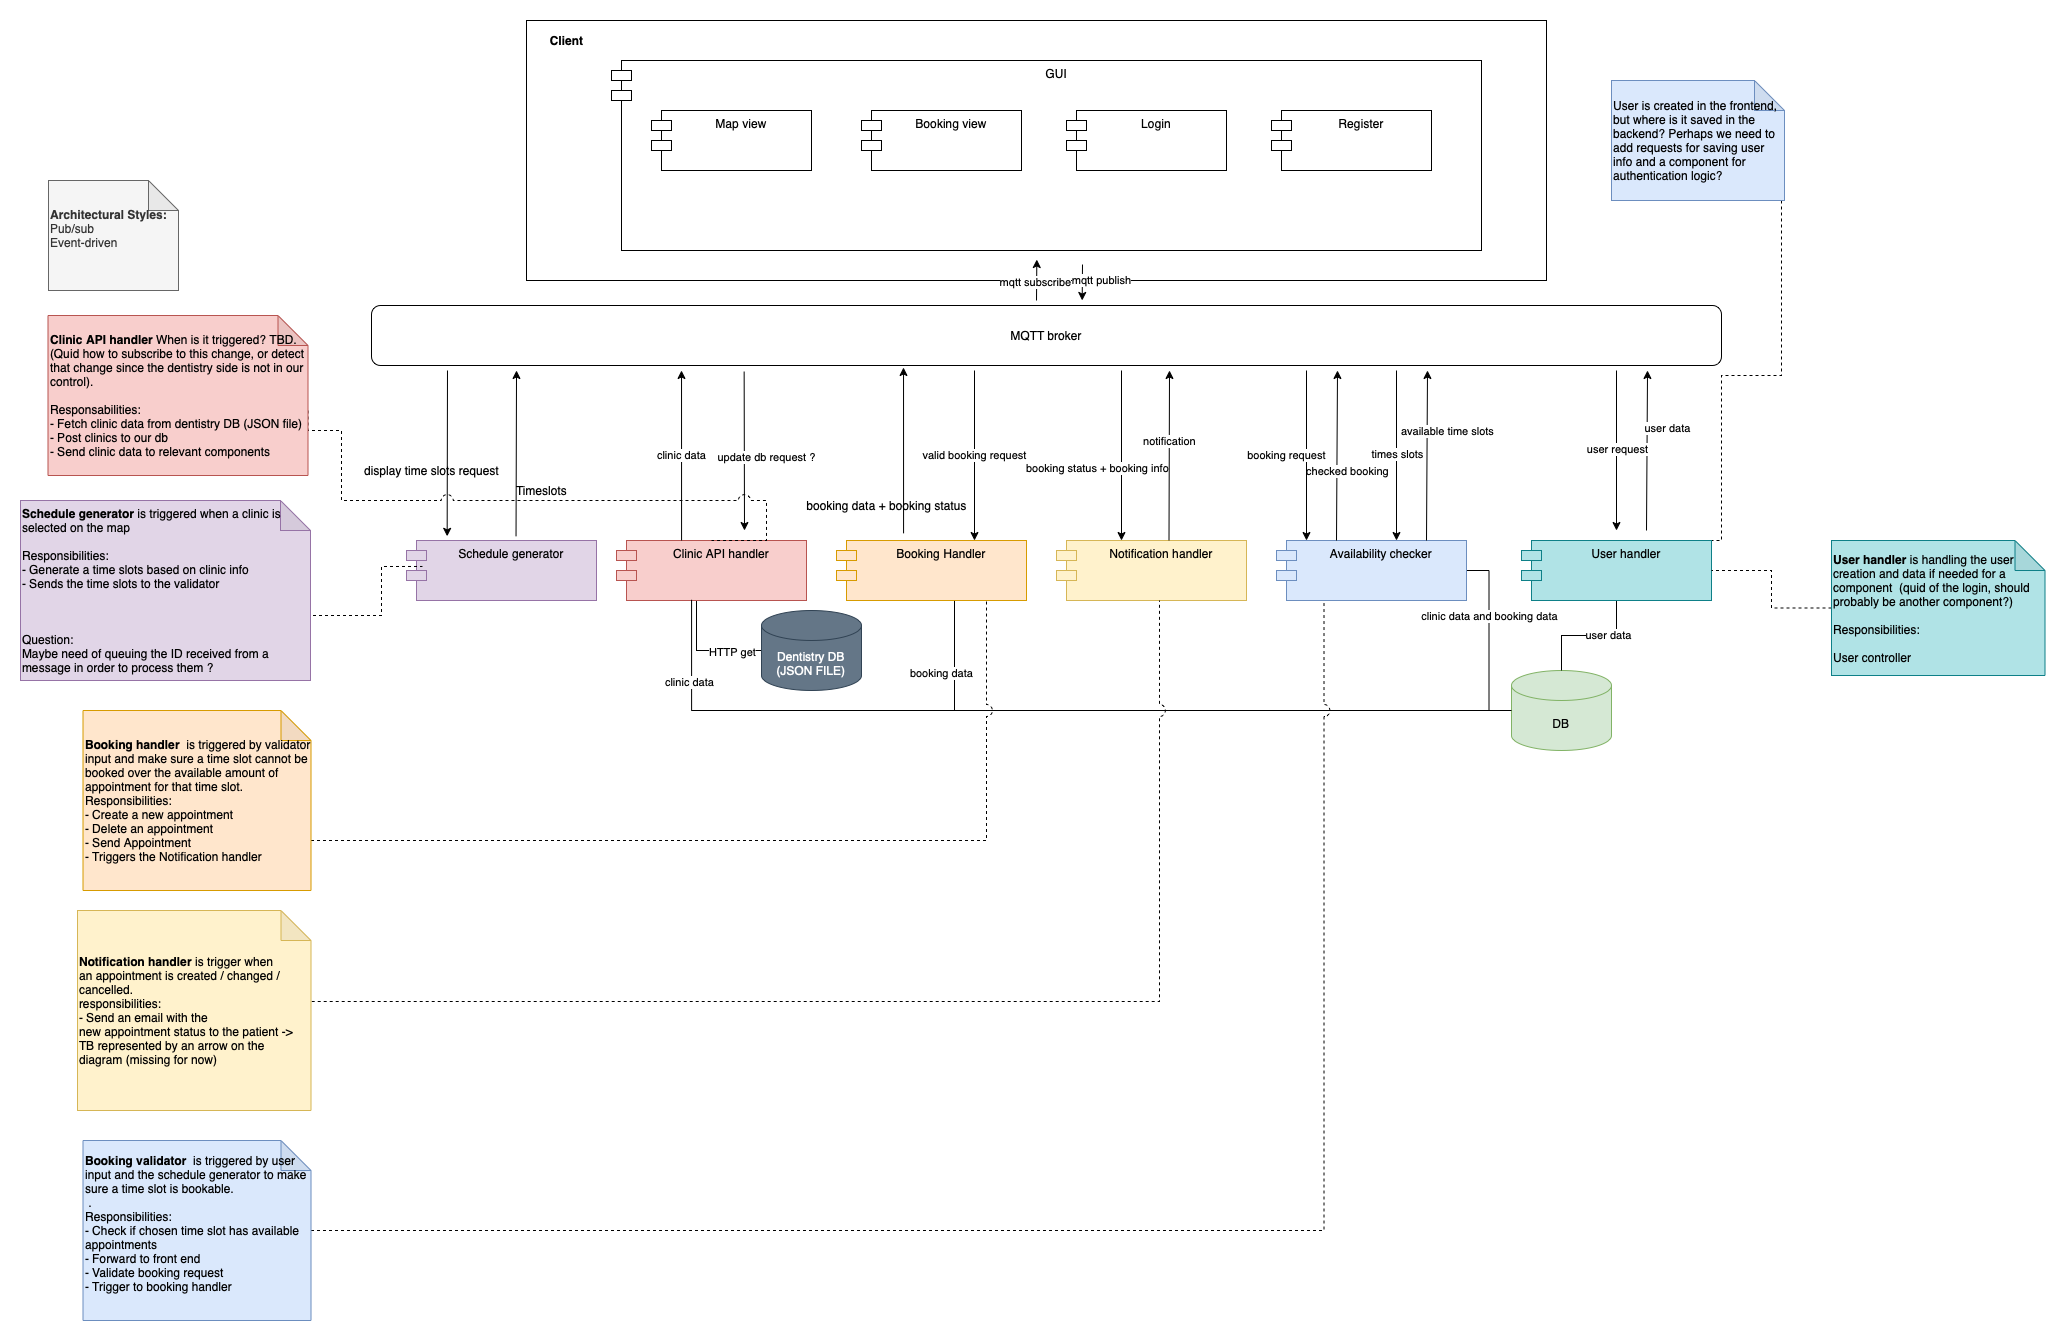 Client
GUI
Map view
Booking view
Login
Register
User is created in the frontend,
but where is it saved in the
backend? Perhaps we need to
add requests for saving user
info and a component for
authentication logic?
Architectural Styles:
Pub/sub
Event-driven
mqtt subscribe
mqtt publish
MQTT broker
Clinic API handler When is it triggered? TBD.
(Quid how to subscribe to this change, or detect
that change since the dentistry side is not in our
control).
Responsabilities:
- Fetch clinic data from dentistry DB (JSON file)
- Post clinics to our db
- Send clinic data to relevant components
display time slots request
Timeslots
clinic data
update db request ?
valid booking request
booking data + booking status
booking status + booking info
notification
booking request
checked booking
times slots
available time slots
user request
user data
Schedule generator is triggered when a clinic is
selected on the map
Responsibilities:
- Generate a time slots based on clinic info
- Sends the time slots to the validator
Question:
Maybe need of queuing the ID received from a
message in order to process them ?
Schedule generator
Clinic API handler
Booking Handler
Notification handler
Availability checker
User handler
User handler is handling the user
creation and data if needed for a
component  (quid of the login, should
probably be another component?)
Responsibilities:
User controller
HTTP get
Dentistry DB
(JSON FILE)
clinic data
booking data
clinic data and booking data
user data
DB
Booking handler  is triggered by validator
input and make sure a time slot cannot be
booked over the available amount of
appointment for that time slot.
Responsibilities:
- Create a new appointment
- Delete an appointment
- Send Appointment
- Triggers the Notification handler
Notification handler is trigger when
an appointment is created / changed /
cancelled.
responsibilities:
- Send an email with the
new appointment status to the patient ->
TB represented by an arrow on the
diagram (missing for now)
Booking validator  is triggered by user
input and the schedule generator to make
sure a time slot is bookable.
.
Responsibilities:
- Check if chosen time slot has available
appointments
- Forward to front end
- Validate booking request
- Trigger to booking handler